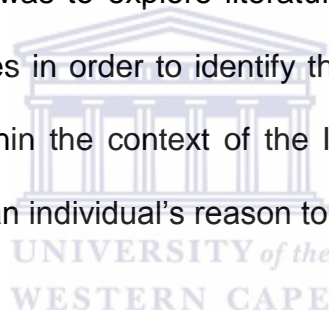 was to explore literatur
es in order to identify th
hin the context of the I
an individual's reason to
UNIVERSITY of the
WESTERN CAPE